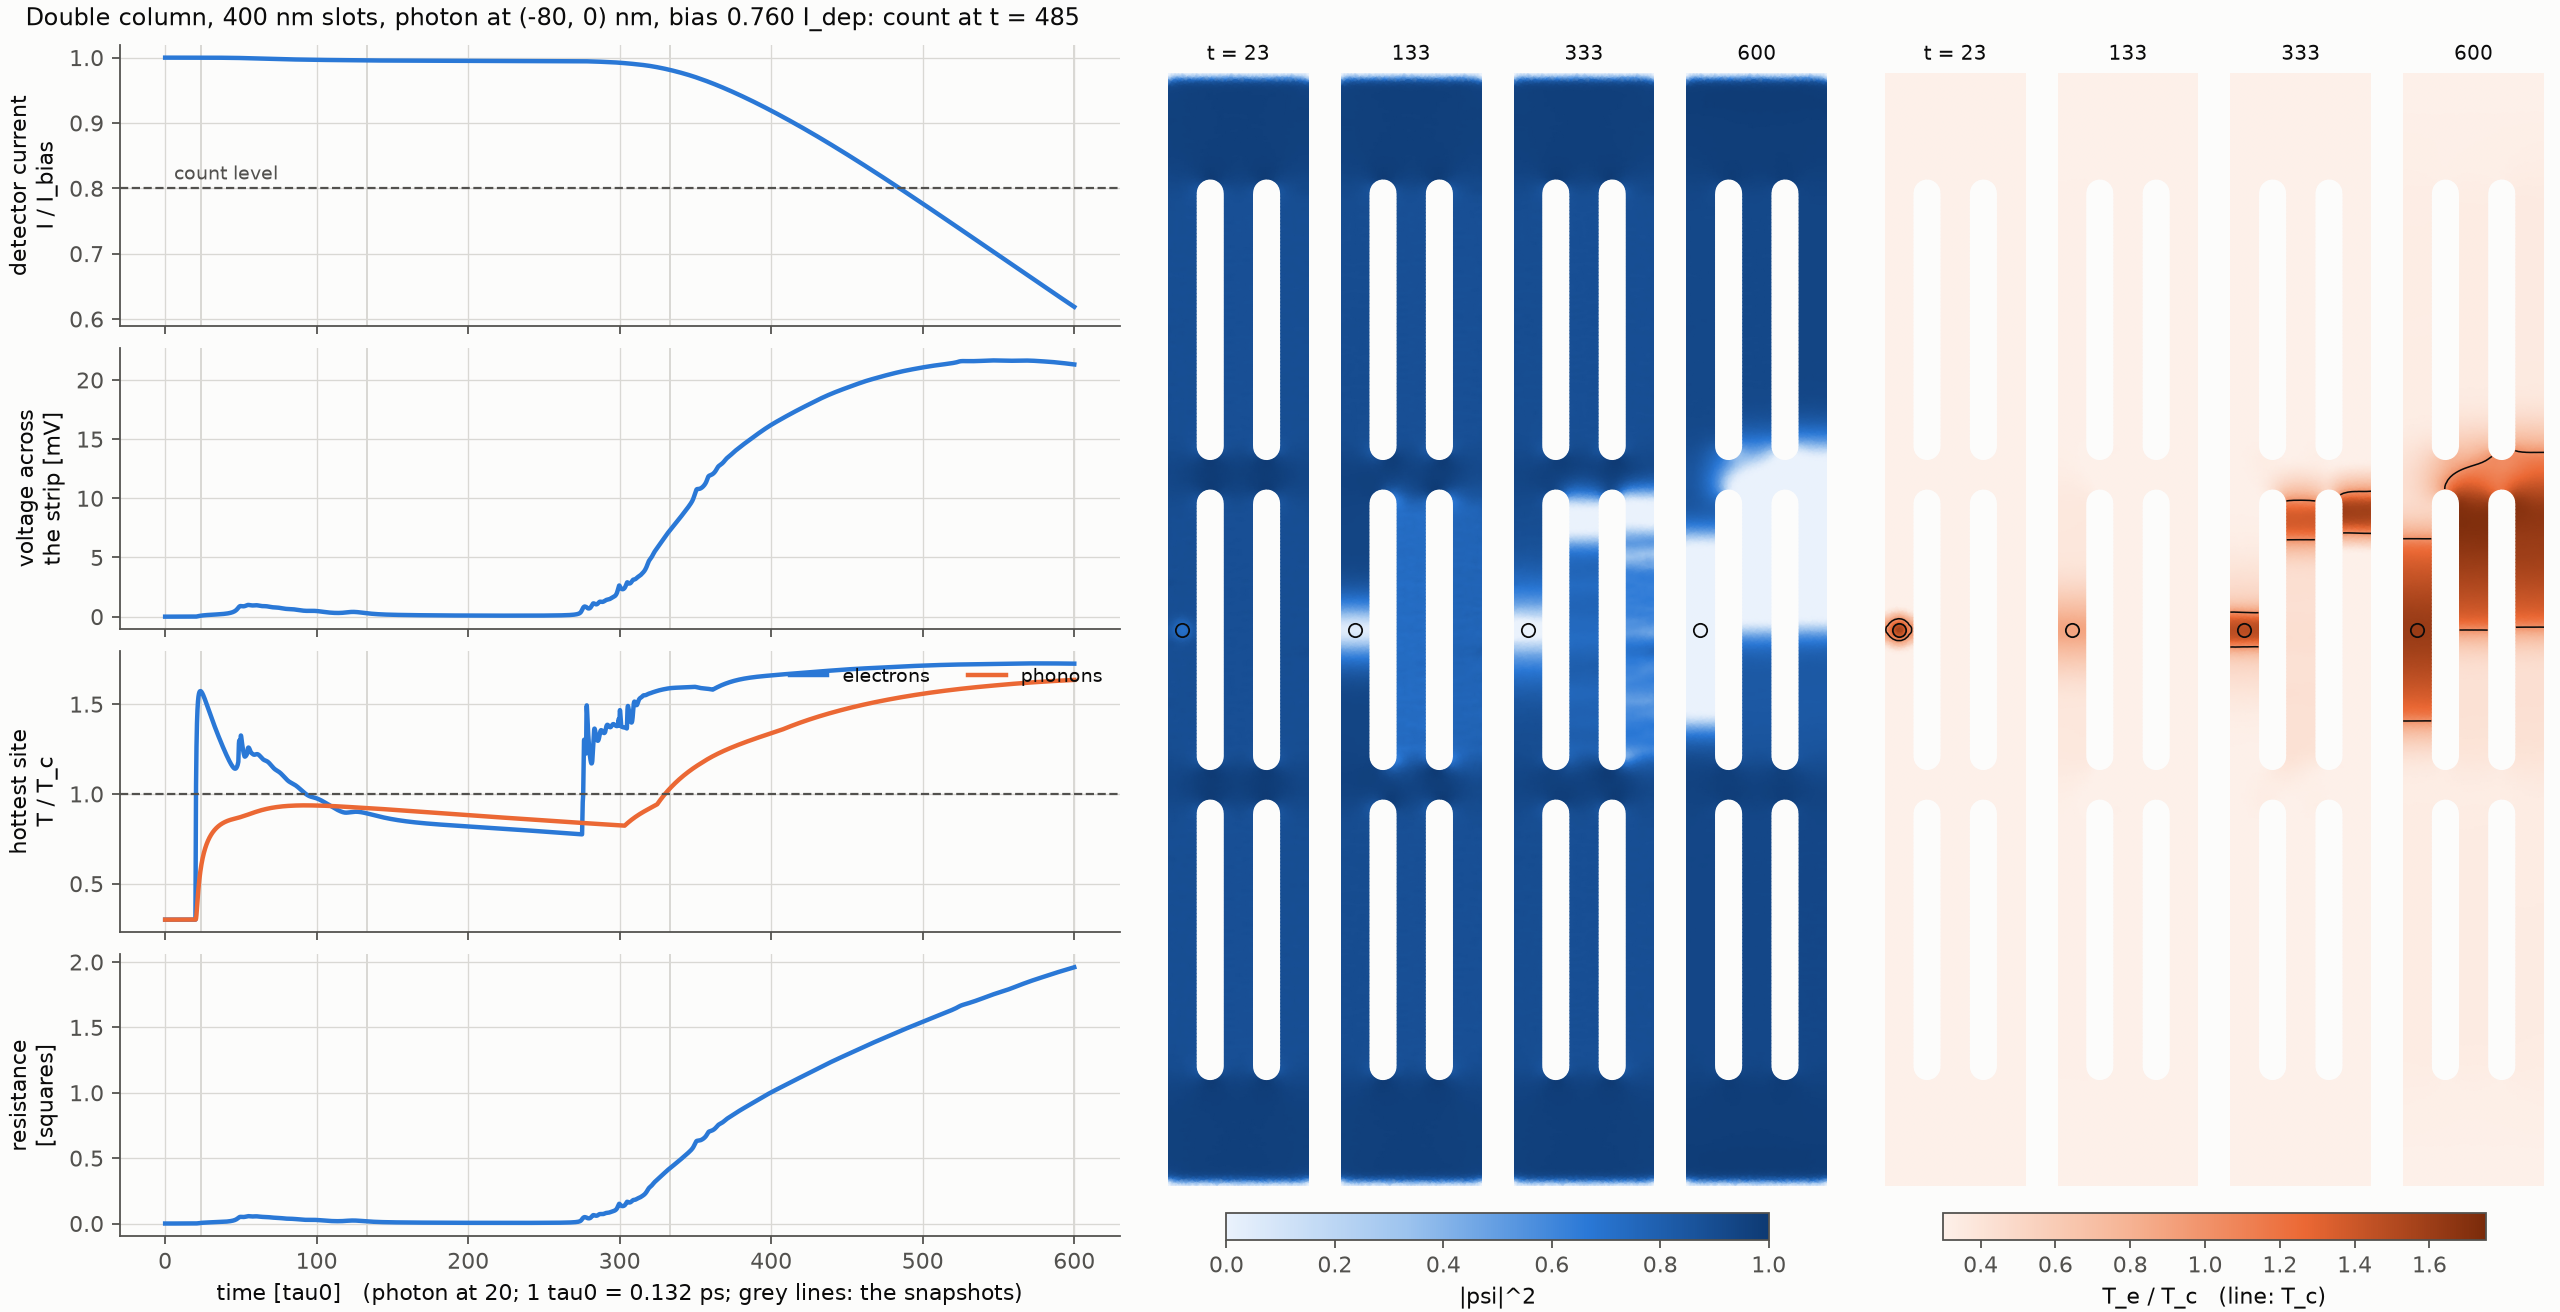 Double column, 400 nm slots, photon at (-80, 0) nm, bias 0.760 I_dep: count at t = 485
detector current
I / I_bias
1.0
0.9
0.8
0.7
0.6
count level
voltage across
the strip [mV]
20
15
10
5
0
hottest site
T / T_c
1.5
1.0
0.5
electrons
phonons
resistance
[squares]
2.0
1.5
1.0
0.5
0.0
0 100 200 300 400 500 600
time [tau0] (photon at 20; 1 tau0 = 0.132 ps; grey lines: the snapshots)
t = 23 133 333 600
0.0 0.2 0.4 0.6 0.8 1.0
|psi|^2
t = 23 133 333 600
0.4 0.6 0.8 1.0 1.2 1.4 1.6
T_e / T_c (line: T_c)